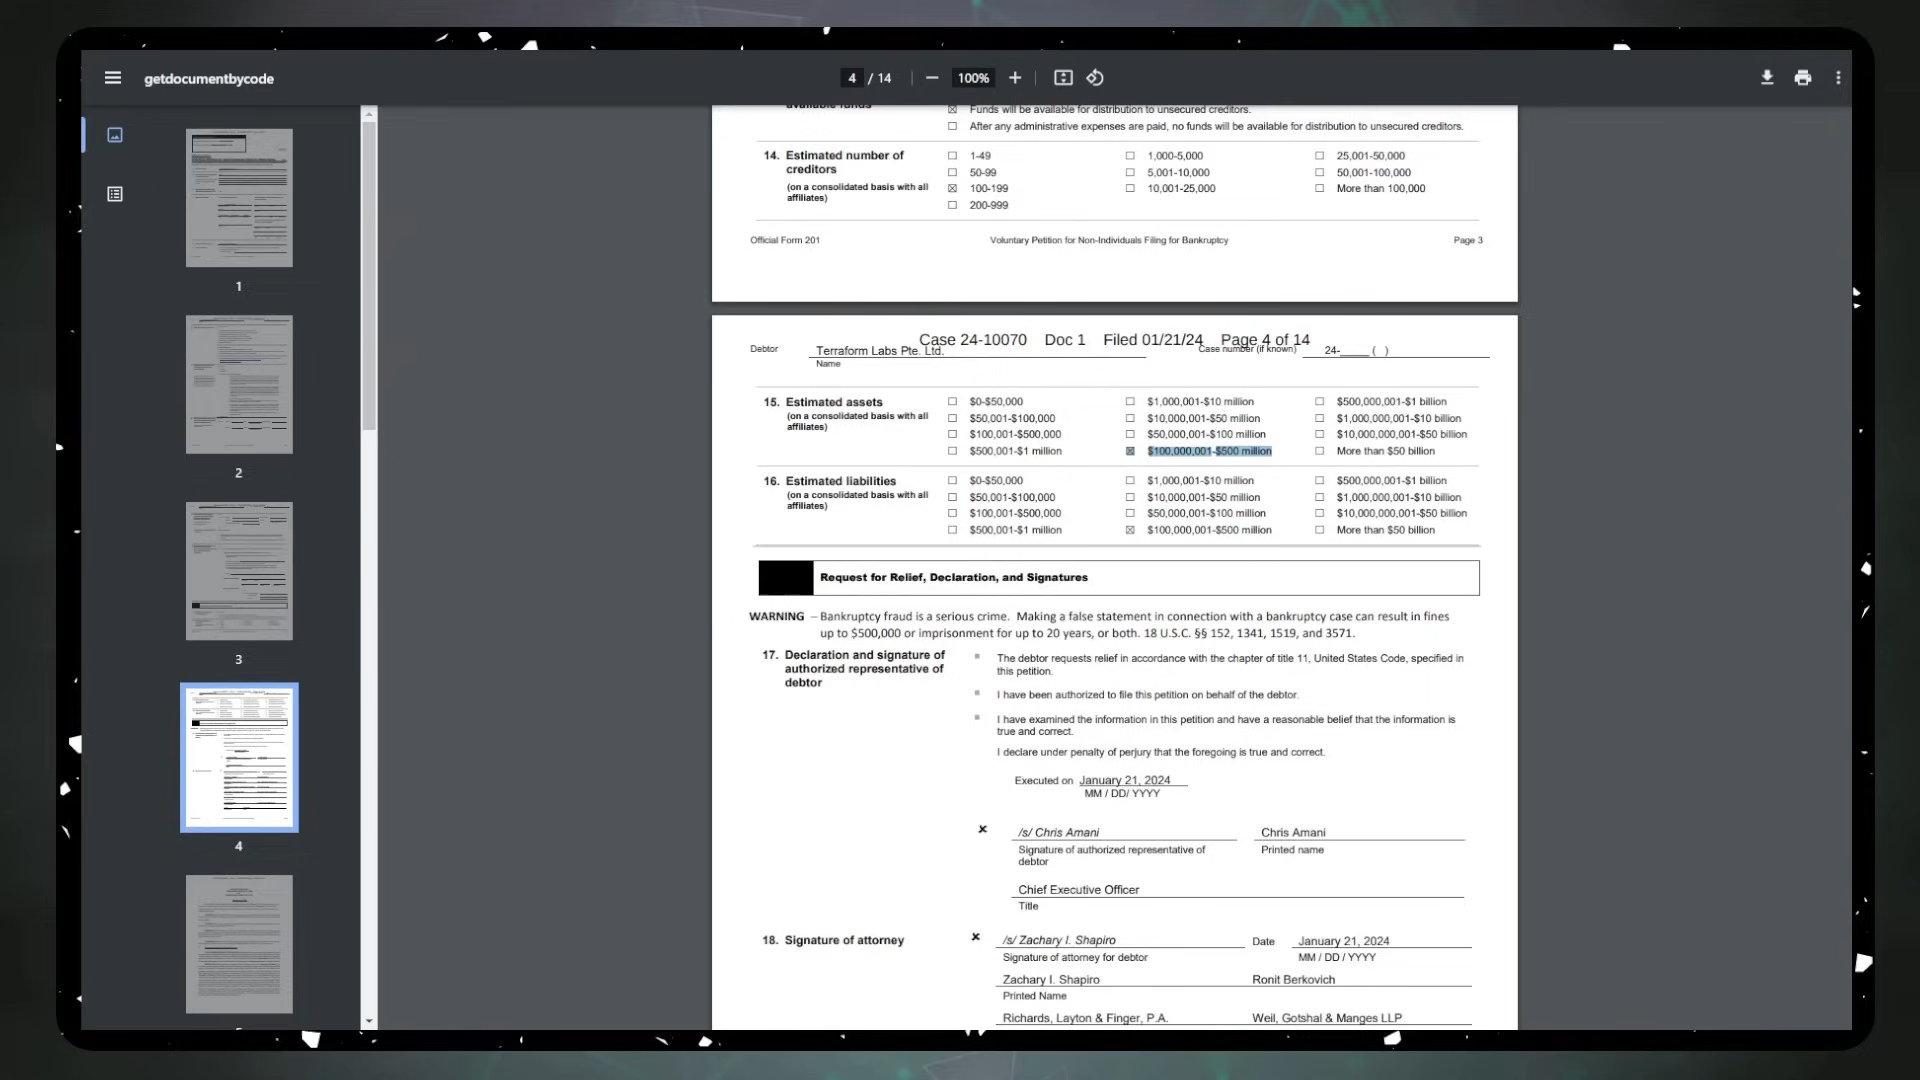 getdocumentbycode
4 / 14
100%
1
2
3
4
available funds
☒ Funds will be available for distribution to unsecured creditors.
☐ After any administrative expenses are paid, no funds will be available for distribution to unsecured creditors.
14. Estimated number of creditors
(on a consolidated basis with all affiliates)
☐ 1-49 ☐ 1,000-5,000 ☐ 25,001-50,000
☐ 50-99 ☐ 5,001-10,000 ☐ 50,001-100,000
☒ 100-199 ☐ 10,001-25,000 ☐ More than 100,000
☐ 200-999
Official Form 201 Voluntary Petition for Non-Individuals Filing for Bankruptcy Page 3
Case 24-10070 Doc 1 Filed 01/21/24 Page 4 of 14
Debtor Terraform Labs Pte. Ltd. Case number (if known) 24-_____ ( )
Name
15. Estimated assets
(on a consolidated basis with all affiliates)
☐ $0-$50,000 ☐ $1,000,001-$10 million ☐ $500,000,001-$1 billion
☐ $50,001-$100,000 ☐ $10,000,001-$50 million ☐ $1,000,000,001-$10 billion
☐ $100,001-$500,000 ☐ $50,000,001-$100 million ☐ $10,000,000,001-$50 billion
☐ $500,001-$1 million ☒ $100,000,001-$500 million ☐ More than $50 billion
16. Estimated liabilities
(on a consolidated basis with all affiliates)
☐ $0-$50,000 ☐ $1,000,001-$10 million ☐ $500,000,001-$1 billion
☐ $50,001-$100,000 ☐ $10,000,001-$50 million ☐ $1,000,000,001-$10 billion
☐ $100,001-$500,000 ☐ $50,000,001-$100 million ☐ $10,000,000,001-$50 billion
☐ $500,001-$1 million ☒ $100,000,001-$500 million ☐ More than $50 billion
Request for Relief, Declaration, and Signatures
WARNING – Bankruptcy fraud is a serious crime. Making a false statement in connection with a bankruptcy case can result in fines
up to $500,000 or imprisonment for up to 20 years, or both. 18 U.S.C. §§ 152, 1341, 1519, and 3571.
17. Declaration and signature of
authorized representative of
debtor
▪ The debtor requests relief in accordance with the chapter of title 11, United States Code, specified in
this petition.
▪ I have been authorized to file this petition on behalf of the debtor.
▪ I have examined the information in this petition and have a reasonable belief that the information is
true and correct.
I declare under penalty of perjury that the foregoing is true and correct.
Executed on January 21, 2024
MM / DD/ YYYY
× /s/ Chris Amani Chris Amani
Signature of authorized representative of Printed name
debtor
Chief Executive Officer
Title
18. Signature of attorney × /s/ Zachary I. Shapiro Date January 21, 2024
Signature of attorney for debtor MM / DD / YYYY
Zachary I. Shapiro Ronit Berkovich
Printed Name
Richards, Layton & Finger, P.A. Weil, Gotshal & Manges LLP